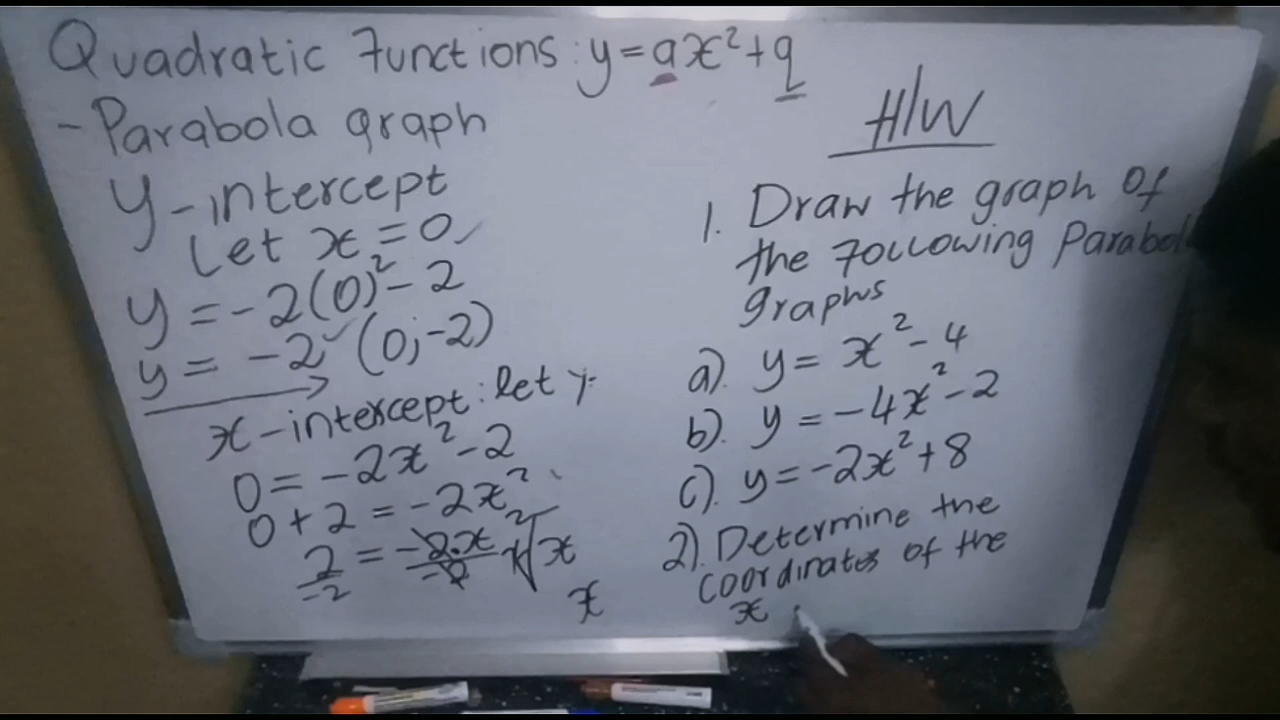 Quadratic Functions: y=ax²+q
- Parabola graph
y-intercept
Let x=0
y=-2(0)²-2
y=-2 (0;-2)
x-intercept: let y
0=-2x²-2
0+2=-2x²
2/-2 = -2x²/-2
x
x
H/W
1. Draw the graph of
the following Parabol
graphs
a). y=x²-4
b). y=-4x²-2
c). y=-2x²+8
2). Determine the
coordinates of the
x